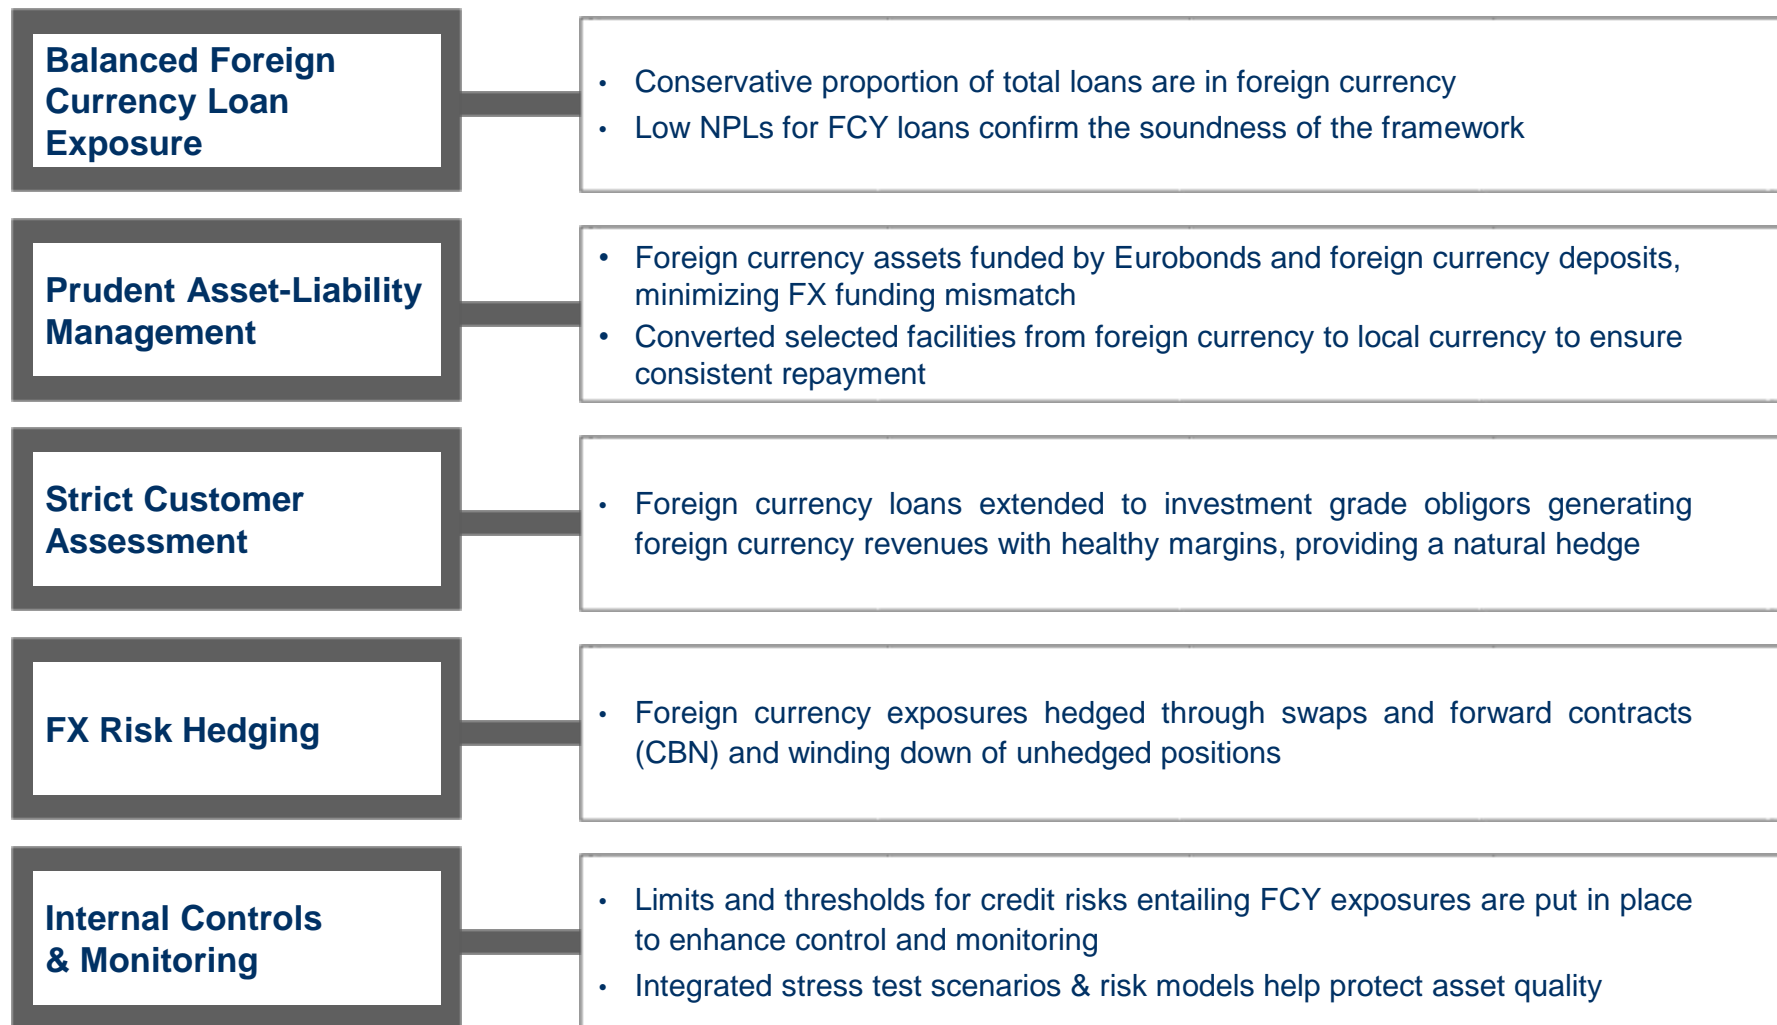 Balanced Foreign
Currency Loan
Exposure
• Conservative proportion of total loans are in foreign currency
• Low NPLs for FCY loans confirm the soundness of the framework
Prudent Asset-Liability
Management
• Foreign currency assets funded by Eurobonds and foreign currency deposits,
minimizing FX funding mismatch
• Converted selected facilities from foreign currency to local currency to ensure
consistent repayment
Strict Customer
Assessment
• Foreign currency loans extended to investment grade obligors generating
foreign currency revenues with healthy margins, providing a natural hedge
FX Risk Hedging
• Foreign currency exposures hedged through swaps and forward contracts
(CBN) and winding down of unhedged positions
Internal Controls
& Monitoring
• Limits and thresholds for credit risks entailing FCY exposures are put in place
to enhance control and monitoring
• Integrated stress test scenarios & risk models help protect asset quality